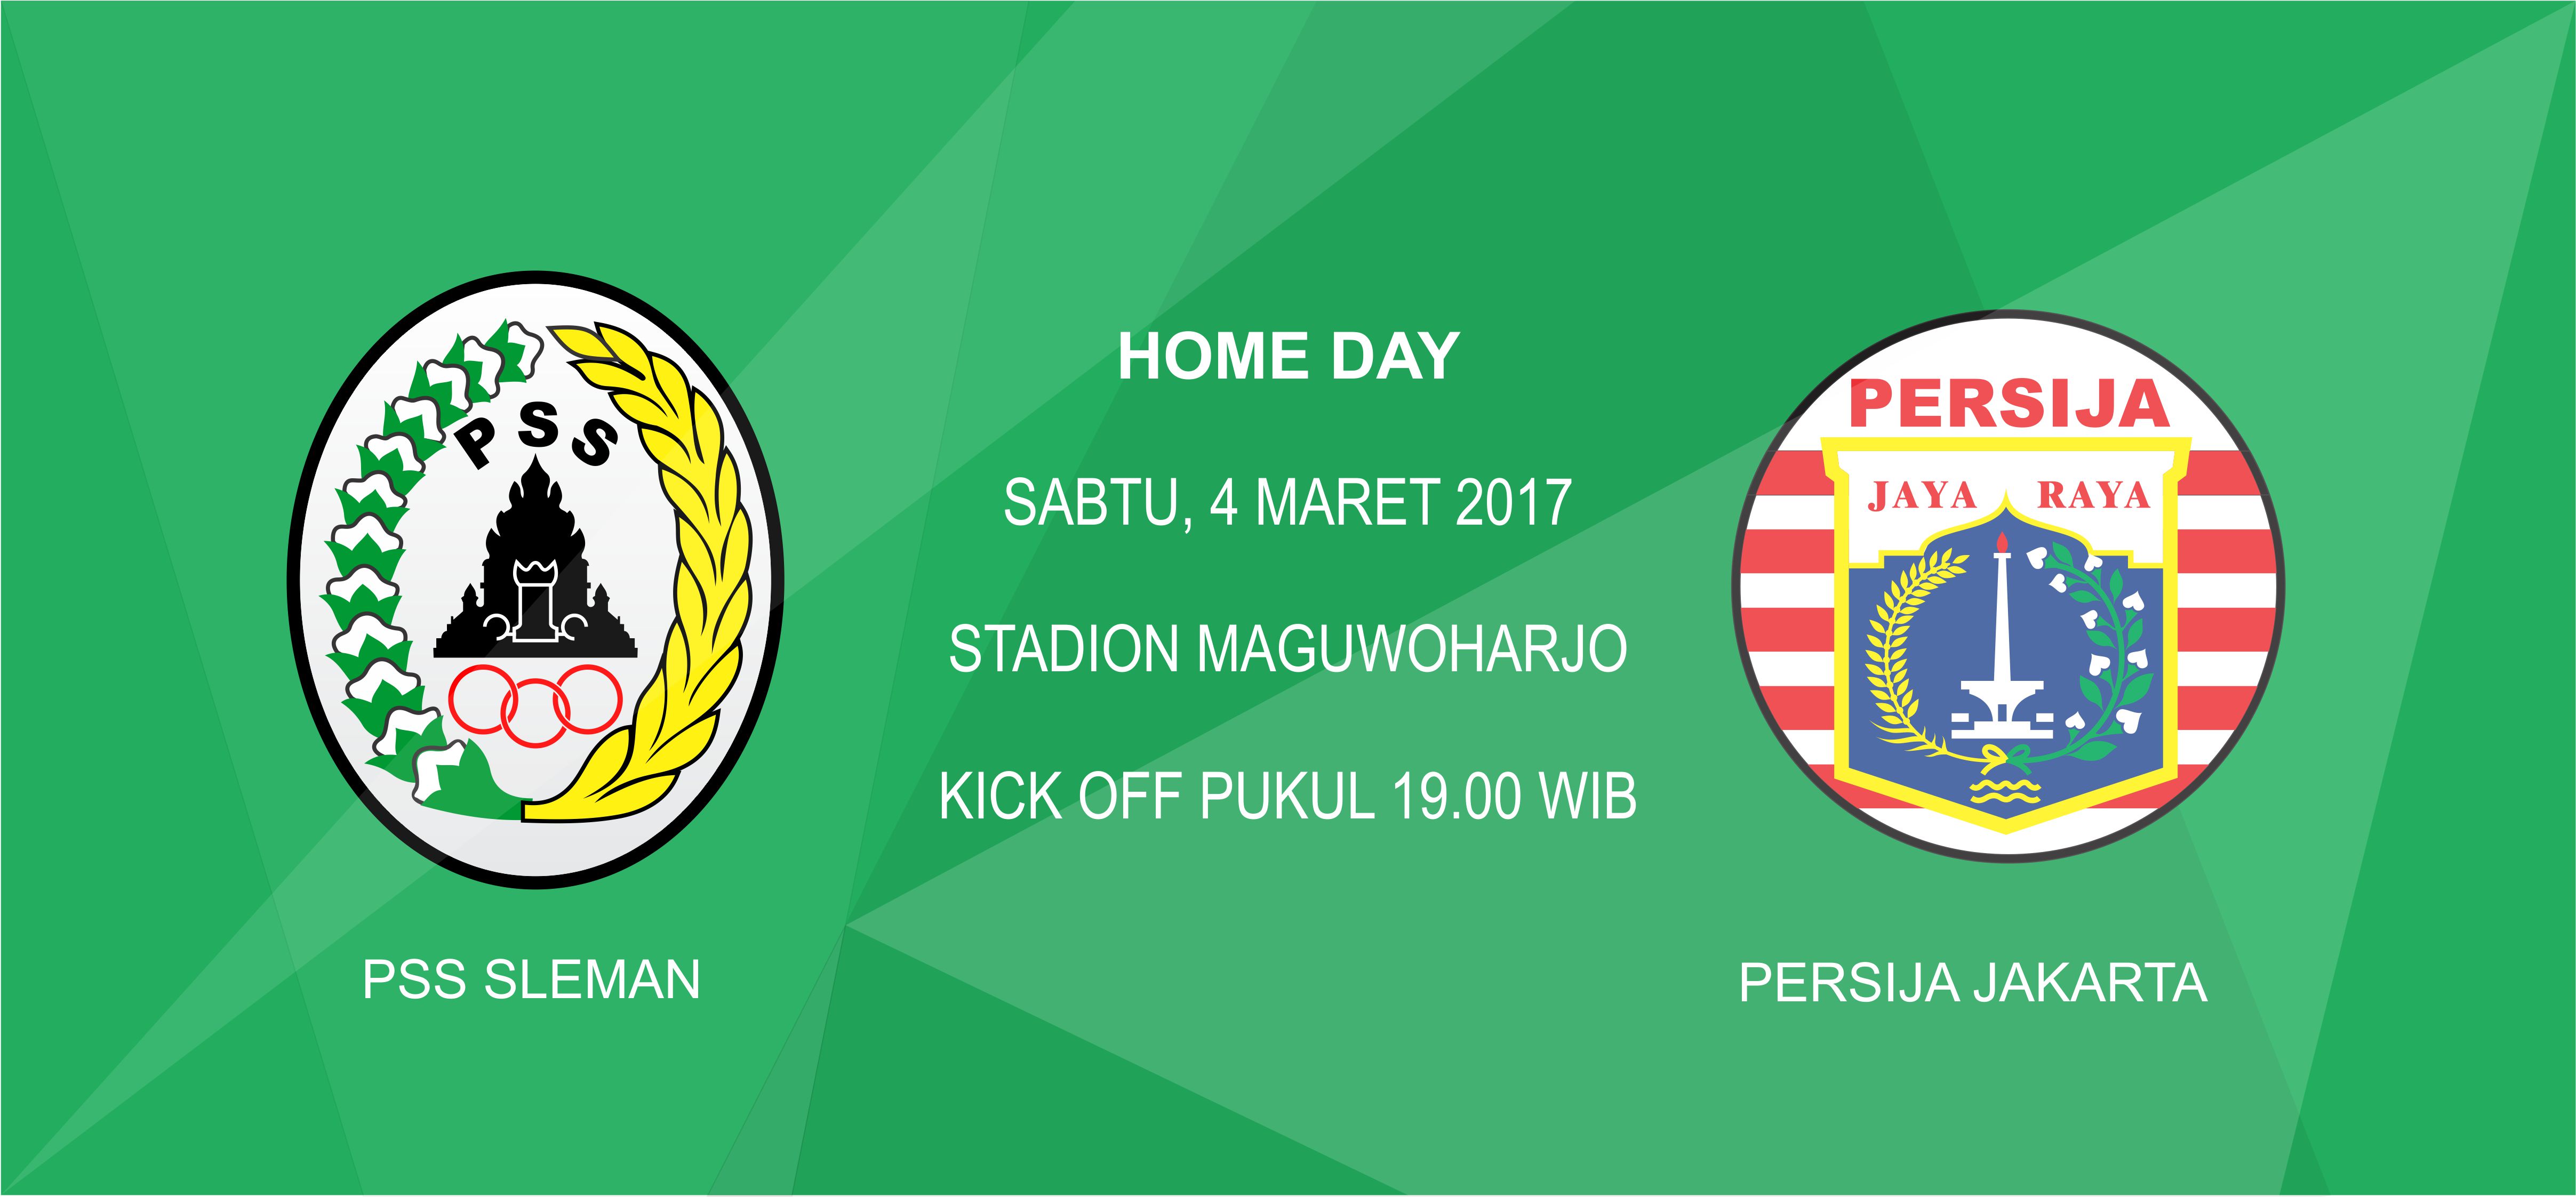 PSS
HOME DAY
SABTU, 4 MARET 2017
STADION MAGUWOHARJO
KICK OFF PUKUL 19.00 WIB
PERSIJA
JAYA RAYA
PSS SLEMAN
PERSIJA JAKARTA